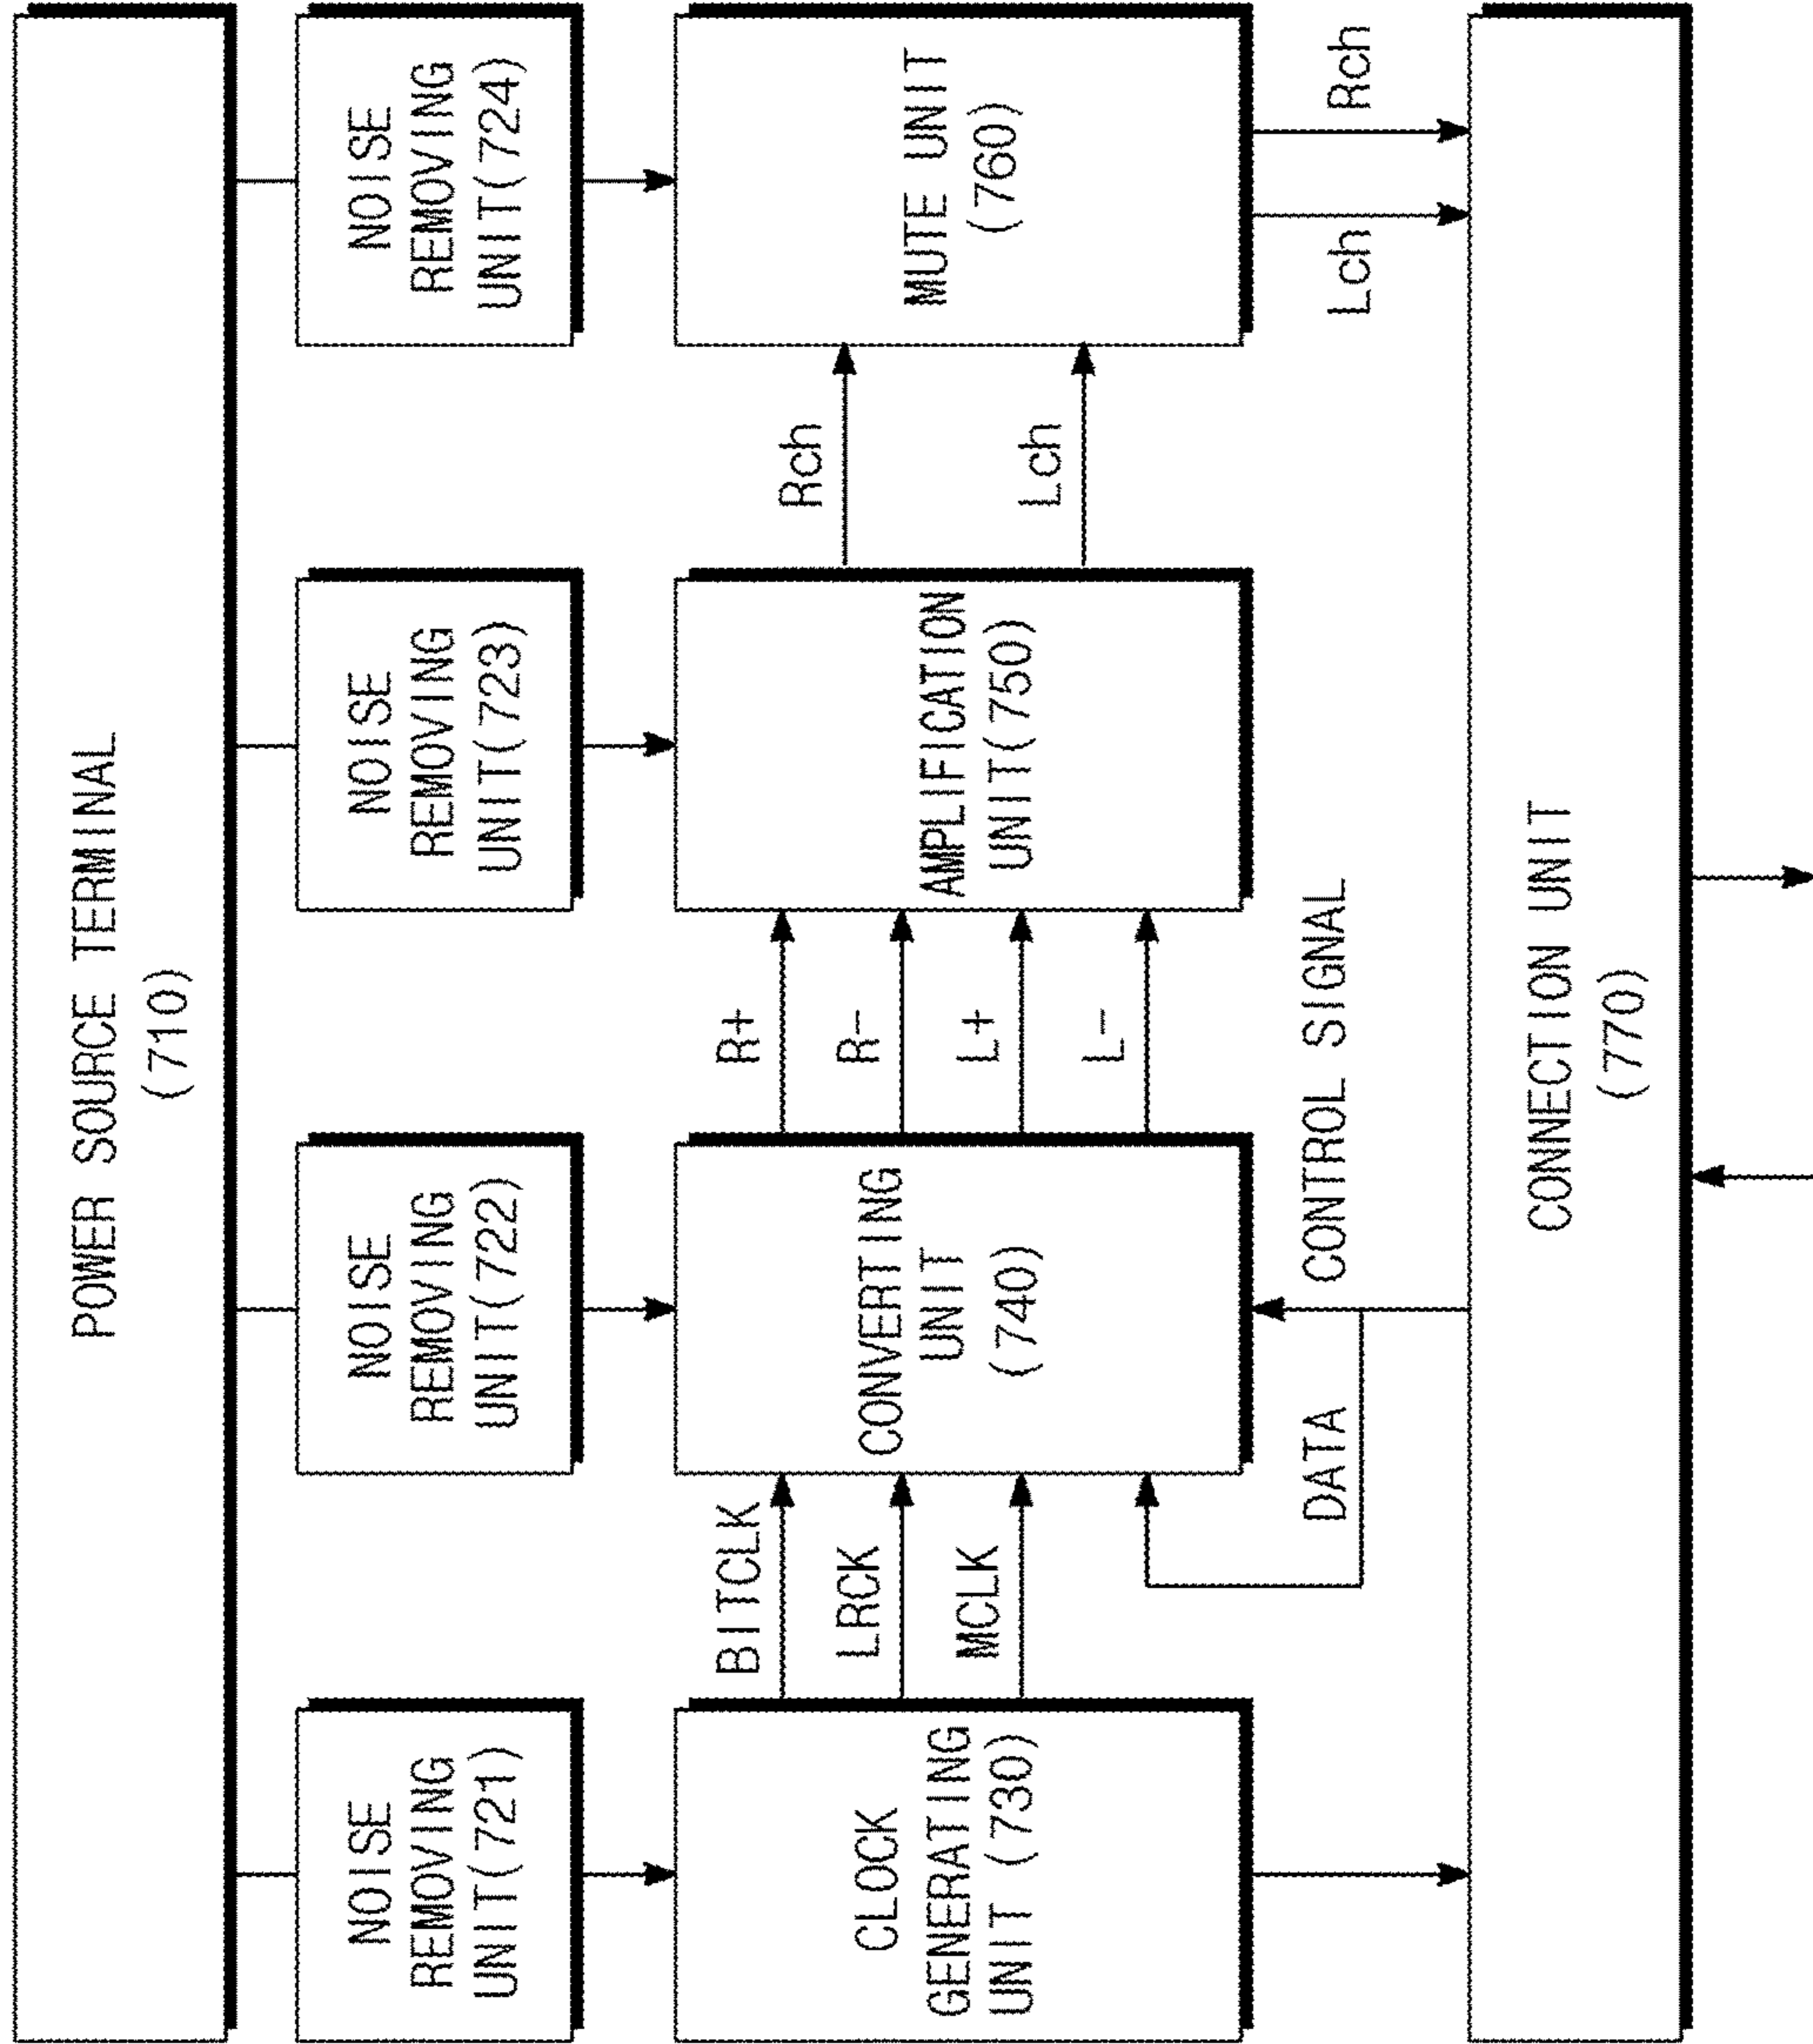 POWER SOURCE TERMINAL
(710)
NOISE
REMOVING
UNIT(721)
NOISE
REMOVING
UNIT(722)
NOISE
REMOVING
UNIT(723)
NOISE
REMOVING
UNIT(724)
CLOCK
GENERATING
UNIT (730)
BITCLK
LRCK
MCLK
CONVERTING
UNIT
(740)
R+
R-
L+
L-
AMPLIFICATION
UNIT(750)
Rch
Lch
MUTE UNIT
(760)
DATA
CONTROL SIGNAL
Lch
Rch
CONNECTION UNIT
(770)